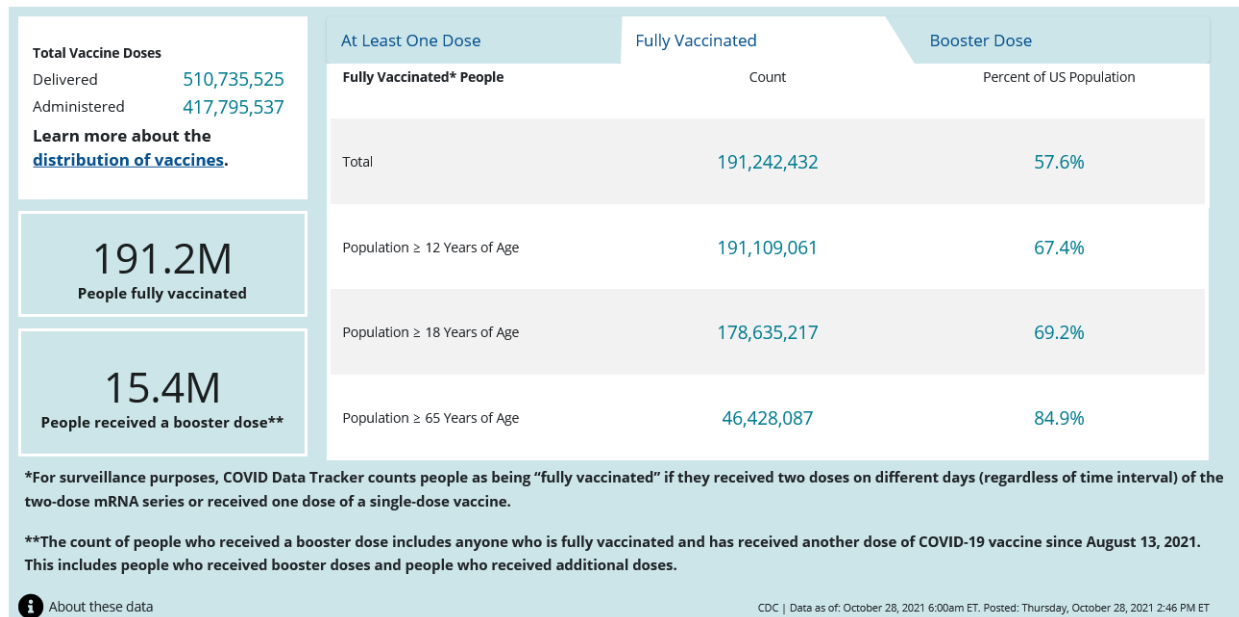 Total Vaccine Doses
Delivered 510,735,525
Administered 417,795,537
Learn more about the
distribution of vaccines.
191.2M
People fully vaccinated
15.4M
People received a booster dose**
At Least One Dose Fully Vaccinated Booster Dose
Fully Vaccinated* People Count Percent of US Population
Total 191,242,432 57.6%
Population ≥ 12 Years of Age 191,109,061 67.4%
Population ≥ 18 Years of Age 178,635,217 69.2%
Population ≥ 65 Years of Age 46,428,087 84.9%
*For surveillance purposes, COVID Data Tracker counts people as being “fully vaccinated” if they received two doses on different days (regardless of time interval) of the
two-dose mRNA series or received one dose of a single-dose vaccine.
**The count of people who received a booster dose includes anyone who is fully vaccinated and has received another dose of COVID-19 vaccine since August 13, 2021.
This includes people who received booster doses and people who received additional doses.
i About these data
CDC | Data as of: October 28, 2021 6:00am ET. Posted: Thursday, October 28, 2021 2:46 PM ET